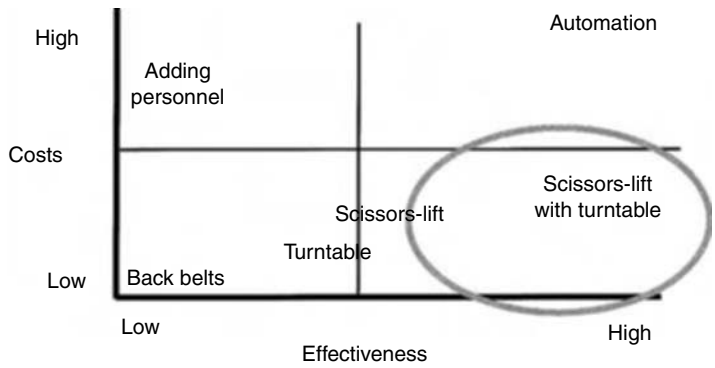 Automation
High
Adding
personnel
Costs
Scissors-lift
with turntable
Scissors-lift
Turntable
Back belts
Low
Low
High
Effectiveness